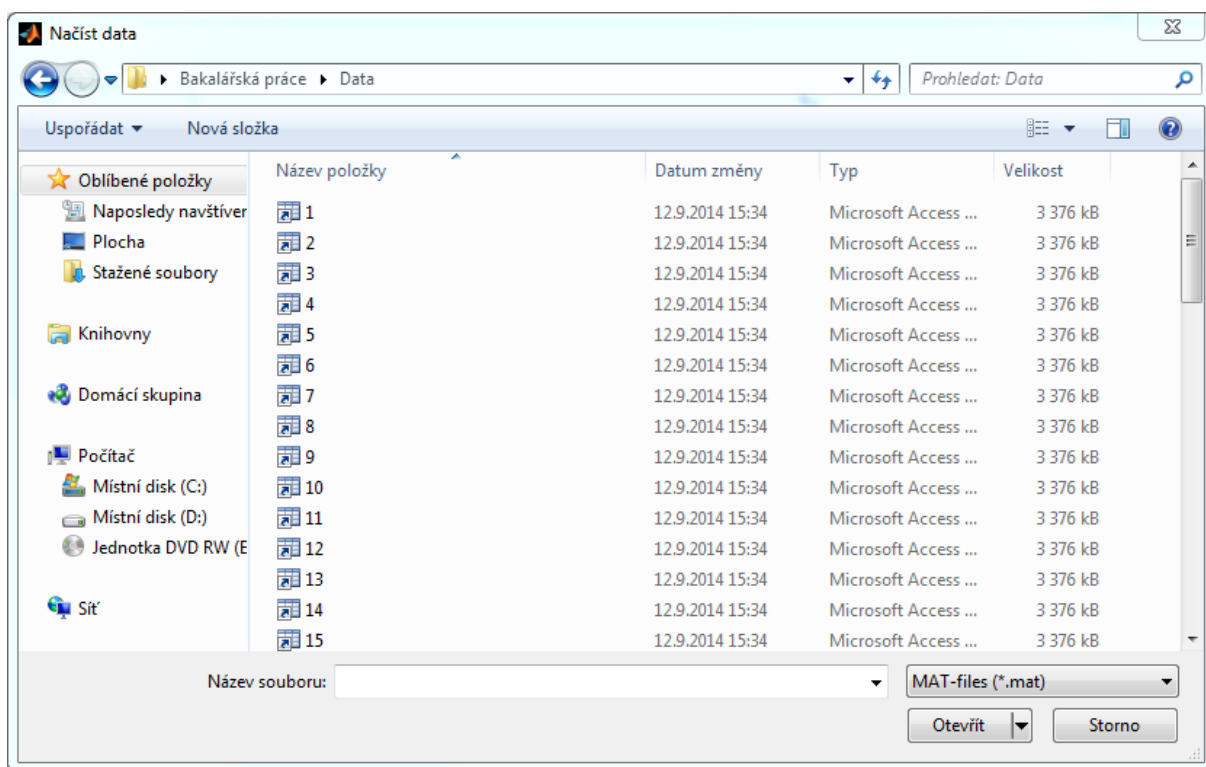 Načíst data
Bakalářská práce Data
Prohledat: Data
Uspořádat Nová složka
Oblíbené položky
Naposledy navštíver
Plocha
Stažené soubory
Knihovny
Domácí skupina
Počítač
Místní disk (C:)
Místní disk (D:)
Jednotka DVD RW (E
Síť
Název položky Datum změny Typ Velikost
1 12.9.2014 15:34 Microsoft Access ... 3 376 kB
2 12.9.2014 15:34 Microsoft Access ... 3 376 kB
3 12.9.2014 15:34 Microsoft Access ... 3 376 kB
4 12.9.2014 15:34 Microsoft Access ... 3 376 kB
5 12.9.2014 15:34 Microsoft Access ... 3 376 kB
6 12.9.2014 15:34 Microsoft Access ... 3 376 kB
7 12.9.2014 15:34 Microsoft Access ... 3 376 kB
8 12.9.2014 15:34 Microsoft Access ... 3 376 kB
9 12.9.2014 15:34 Microsoft Access ... 3 376 kB
10 12.9.2014 15:34 Microsoft Access ... 3 376 kB
11 12.9.2014 15:34 Microsoft Access ... 3 376 kB
12 12.9.2014 15:34 Microsoft Access ... 3 376 kB
13 12.9.2014 15:34 Microsoft Access ... 3 376 kB
14 12.9.2014 15:34 Microsoft Access ... 3 376 kB
15 12.9.2014 15:34 Microsoft Access ... 3 376 kB
Název souboru:
MAT-files (*.mat)
Otevřít Storno